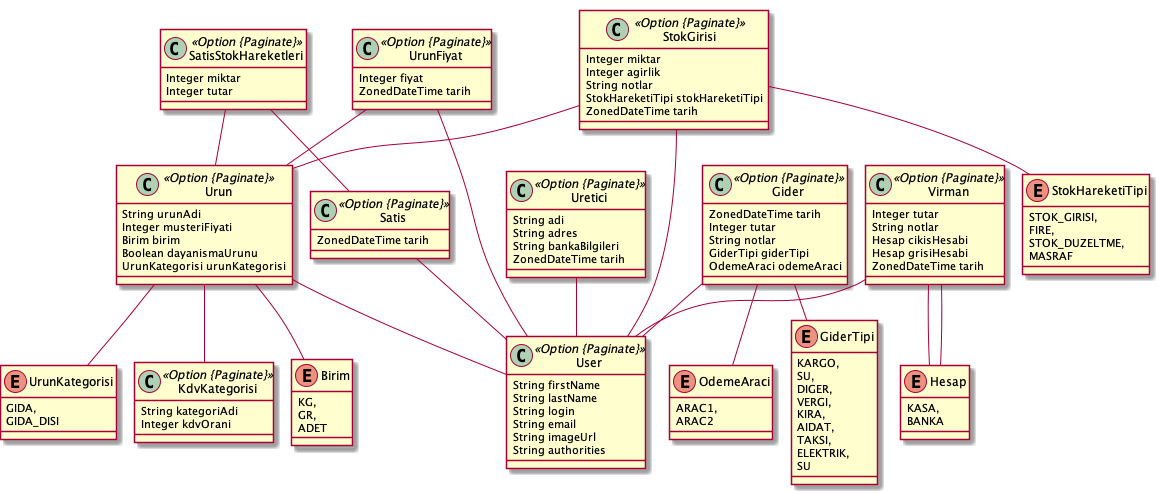 C «Option {Paginate}»
SatisStokHareketleri
Integer miktar
Integer tutar
C «Option {Paginate}»
UrunFiyat
Integer fiyat
ZonedDateTime tarih
C «Option {Paginate}»
StokGirisi
Integer miktar
Integer agirlik
String notlar
StokHareketiTipi stokHareketiTipi
ZonedDateTime tarih
C «Option {Paginate}»
Urun
String urunAdi
Integer musteriFiyati
Birim birim
Boolean dayanismaUrunu
UrunKategorisi urunKategorisi
C «Option {Paginate}»
Satis
ZonedDateTime tarih
C «Option {Paginate}»
Uretici
String adi
String adres
String bankaBilgileri
ZonedDateTime tarih
C «Option {Paginate}»
Gider
ZonedDateTime tarih
Integer tutar
String notlar
GiderTipi giderTipi
OdemeAraci odemeAraci
C «Option {Paginate}»
Virman
Integer tutar
String notlar
Hesap cikisHesabi
Hesap grisiHesabi
ZonedDateTime tarih
E StokHareketiTipi
STOK_GIRISI,
FIRE,
STOK_DUZELTME,
MASRAF
E UrunKategorisi
GIDA,
GIDA_DISI
C «Option {Paginate}»
KdvKategorisi
String kategoriAdi
Integer kdvOrani
E Birim
KG,
GR,
ADET
C «Option {Paginate}»
User
String firstName
String lastName
String login
String email
String imageUrl
String authorities
E OdemeAraci
ARAC1,
ARAC2
E GiderTipi
KARGO,
SU,
DIGER,
VERGI,
KIRA,
AIDAT,
TAKSI,
ELEKTRIK,
SU
E Hesap
KASA,
BANKA